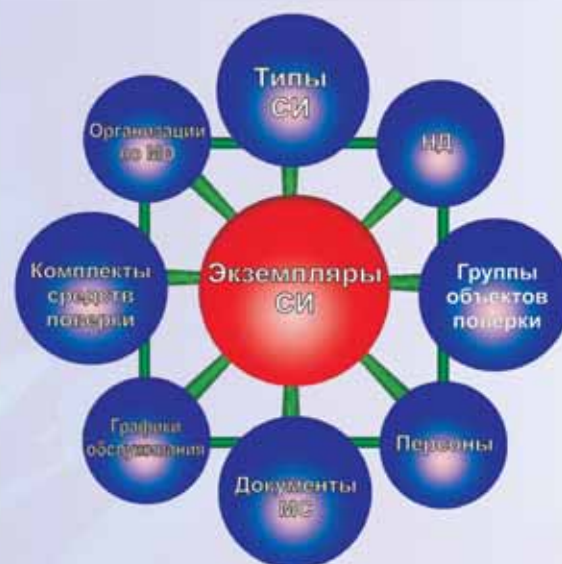 Типы
СИ
Организации
по МО
НД
Комплекты
средств
поверки
Экземпляры
СИ
Группы
объектов
поверки
Графики
обслуживания
Персоны
Документы
МС